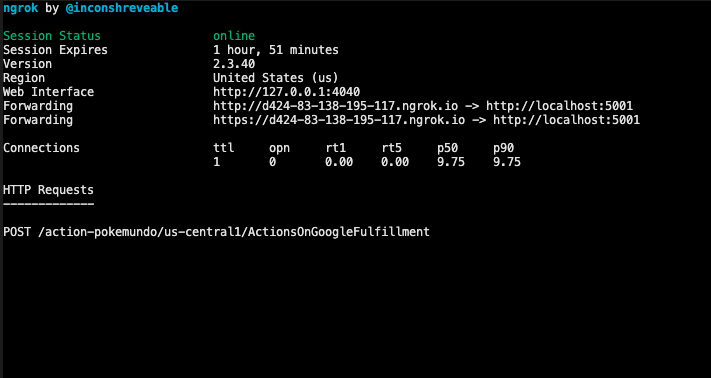 ngrok by @inconshreveable
Session Status online
Session Expires 1 hour, 51 minutes
Version 2.3.40
Region United States (us)
Web Interface http://127.0.0.1:4040
Forwarding http://d424-83-138-195-117.ngrok.io -> http://localhost:5001
Forwarding https://d424-83-138-195-117.ngrok.io -> http://localhost:5001
Connections ttl opn rt1 rt5 p50 p90
1 0 0.00 0.00 9.75 9.75
HTTP Requests
-------------
POST /action-pokemundo/us-central1/ActionsOnGoogleFulfillment